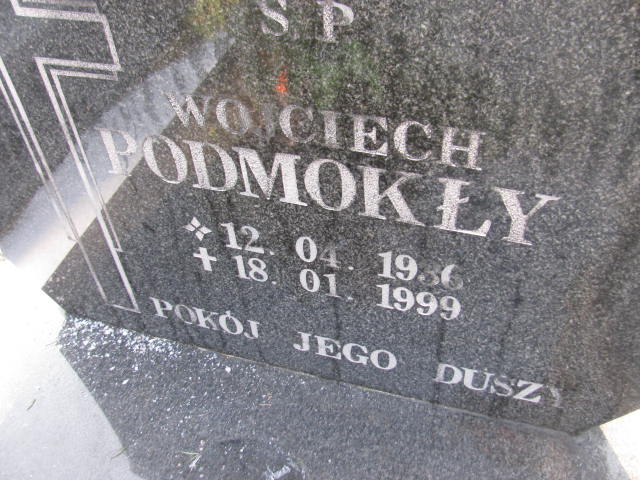 Ś P
WOJCIECH
PODMOKŁY
12. 04.
18. 01. 1999
POKÓJ JEGO DUSZY